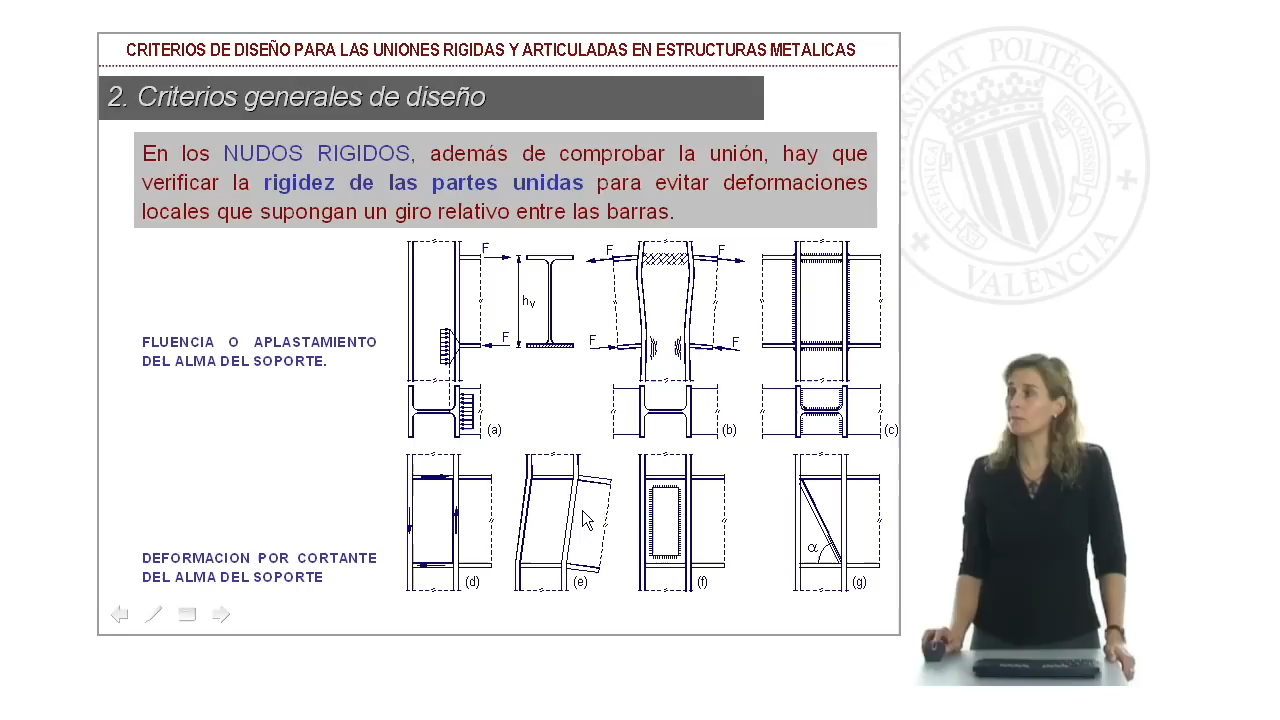 CRITERIOS DE DISEÑO PARA LAS UNIONES RIGIDAS Y ARTICULADAS EN ESTRUCTURAS METALICAS
2. Criterios generales de diseño
En los NUDOS RIGIDOS, además de comprobar la unión, hay que
verificar la rigidez de las partes unidas para evitar deformaciones
locales que supongan un giro relativo entre las barras.
F
F
F
hv
FLUENCIA O APLASTAMIENTO
DEL ALMA DEL SOPORTE.
F
F
F
(a)
(b)
(c)
DEFORMACION POR CORTANTE
DEL ALMA DEL SOPORTE
α
(d)
(e)
(f)
(g)
UNIVERSITAT POLITÈCNICA
VALÈNCIA